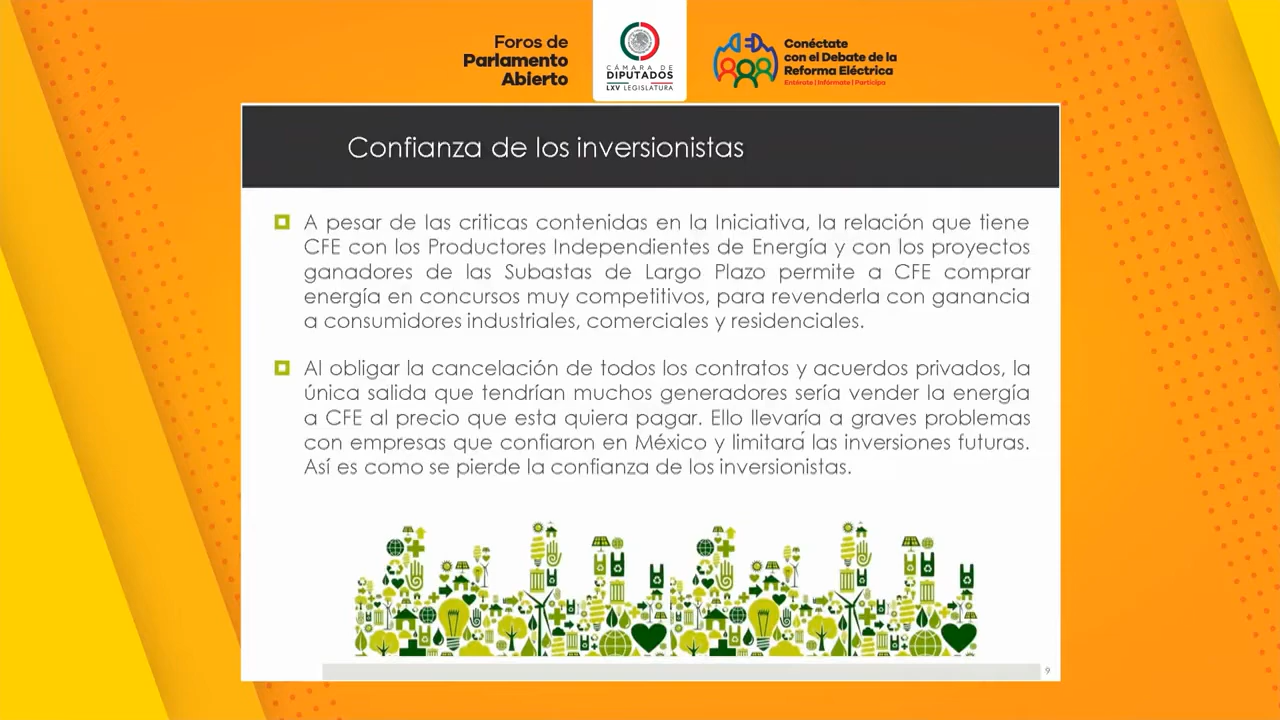 Foros de
Parlamento
Abierto
CÁMARA DE
DIPUTADOS
LXV LEGISLATURA
Conéctate
con el Debate de la
Reforma Eléctrica
Entérate | Infórmate | Participa
Confianza de los inversionistas
A pesar de las criticas contenidas en la Iniciativa, la relación que tiene
CFE con los Productores Independientes de Energía y con los proyectos
ganadores de las Subastas de Largo Plazo permite a CFE comprar
energía en concursos muy competitivos, para revenderla con ganancia
a consumidores industriales, comerciales y residenciales.
Al obligar la cancelación de todos los contratos y acuerdos privados, la
única salida que tendrían muchos generadores sería vender la energía
a CFE al precio que esta quiera pagar. Ello llevaría a graves problemas
con empresas que confiaron en México y limitará las inversiones futuras.
Así es como se pierde la confianza de los inversionistas.
9